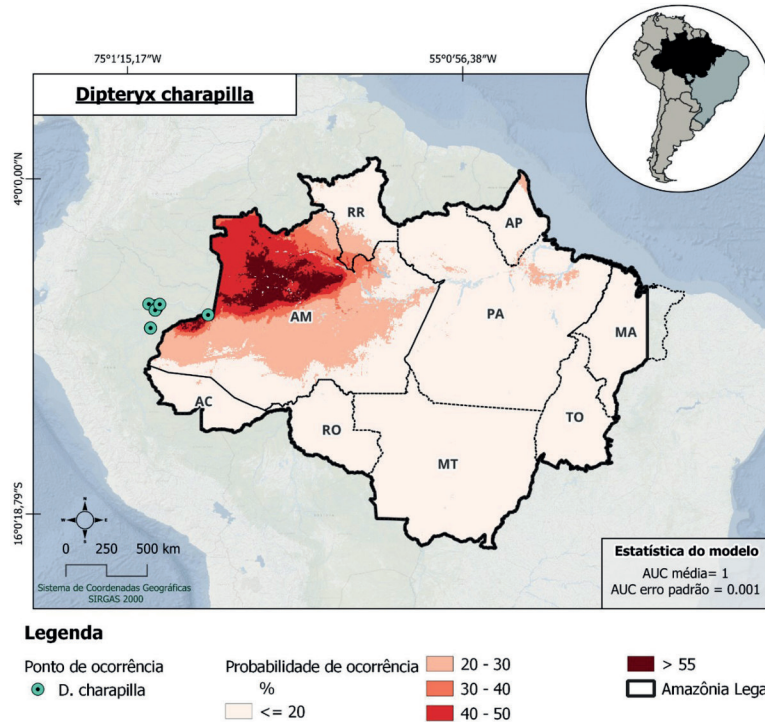 75°1'15,17"
55°0'56,38"
Dipteryx charapilla
4°0'0,00"N
16°0'18,79"S
RR
AP
AM
PA
MA
AC
RO
TO
MT
N
0 250 500 km
Sistema de Coordenadas Geográficas
SIRGAS 2000
Estatística do modelo
AUC média= 1
AUC erro padrão = 0.001
Legenda
Ponto de ocorrência
D. charapilla
Probabilidade de ocorrência
%
<= 20
20 - 30
30 - 40
40 - 50
> 55
Amazônia Lega